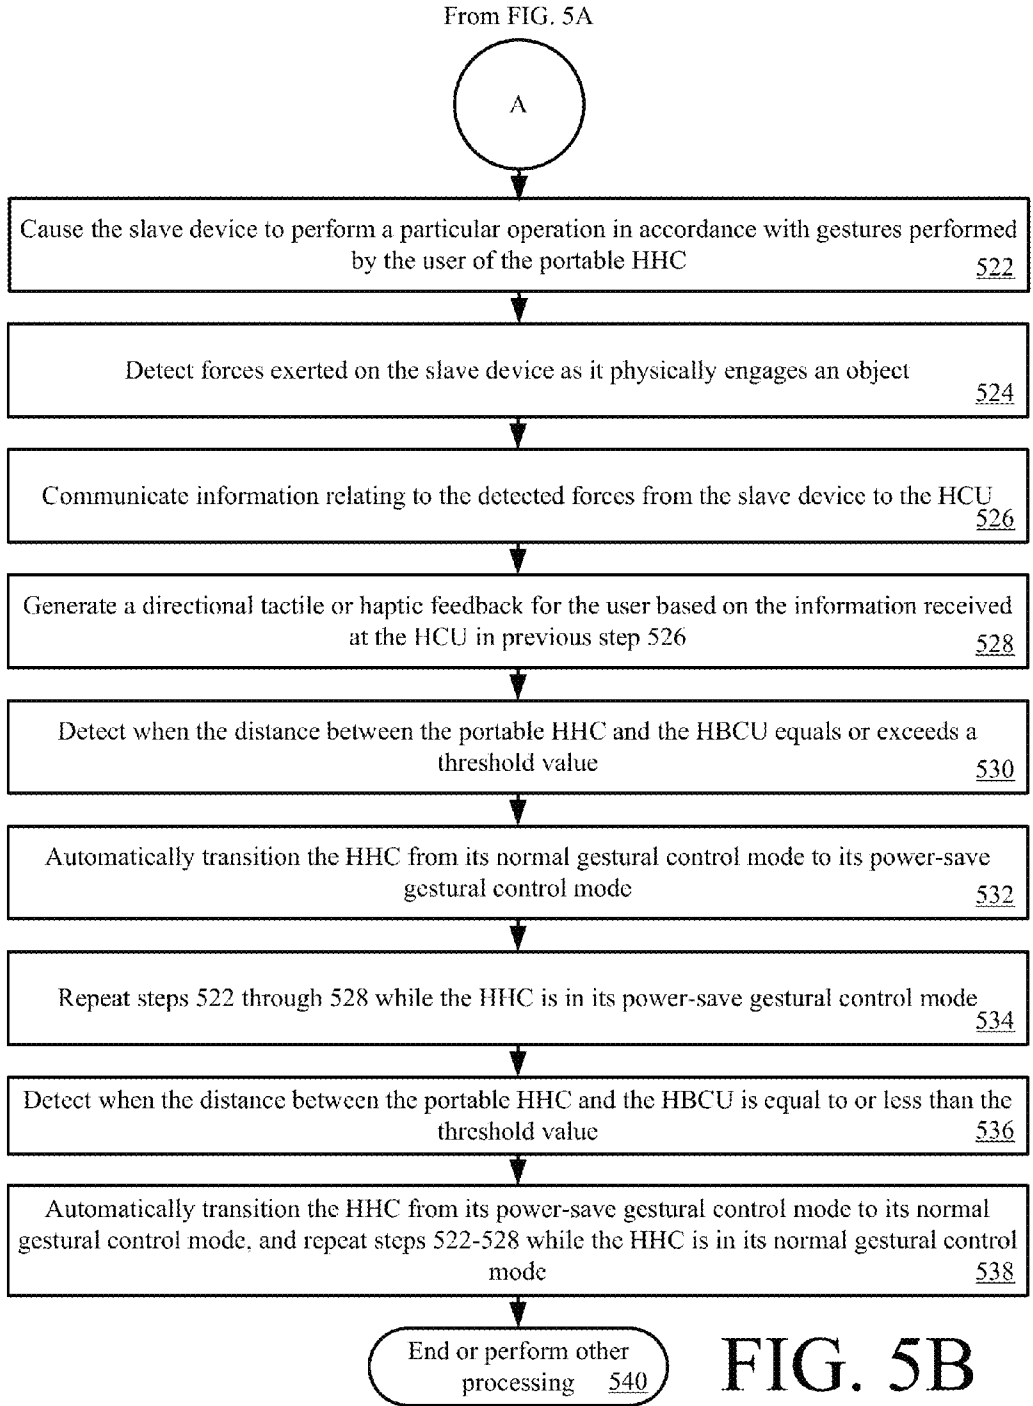 From FIG. 5A
A
Cause the slave device to perform a particular operation in accordance with gestures performed
by the user of the portable HHC
522
Detect forces exerted on the slave device as it physically engages an object
524
Communicate information relating to the detected forces from the slave device to the HCU
526
Generate a directional tactile or haptic feedback for the user based on the information received
at the HCU in previous step 526
528
Detect when the distance between the portable HHC and the HBCU equals or exceeds a
threshold value
530
Automatically transition the HHC from its normal gestural control mode to its power-save
gestural control mode
532
Repeat steps 522 through 528 while the HHC is in its power-save gestural control mode
534
Detect when the distance between the portable HHC and the HBCU is equal to or less than the
threshold value
536
Automatically transition the HHC from its power-save gestural control mode to its normal
gestural control mode, and repeat steps 522-528 while the HHC is in its normal gestural control
mode
538
End or perform other
processing 540
FIG. 5B